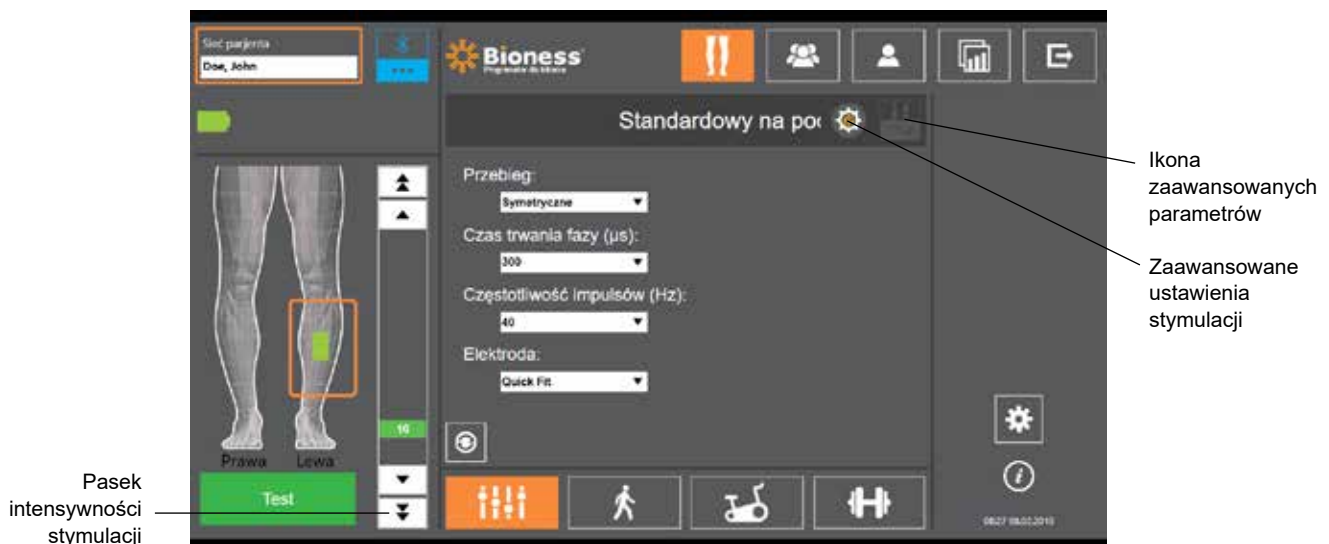 Sieć pacjenta
Doe, John
Bioness
Standardowy na poc
Przebieg:
Symetryczne
Czas trwania fazy (µs):
300
Częstotliwość impulsów (Hz):
40
Elektroda:
Quick Fit
16
Prawa Lewa
Test
Ikona
zaawansowanych
parametrów
Zaawansowane
ustawienia
stymulacji
Pasek
intensywności
stymulacji